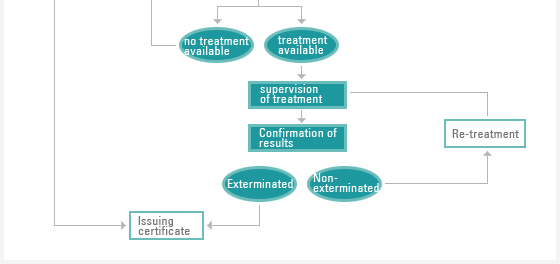 no treatment
available
treatment
available
supervision
of treatment
Confirmation of
results
Re-treatment
Exterminated
Non-
exterminated
Issuing
certificate